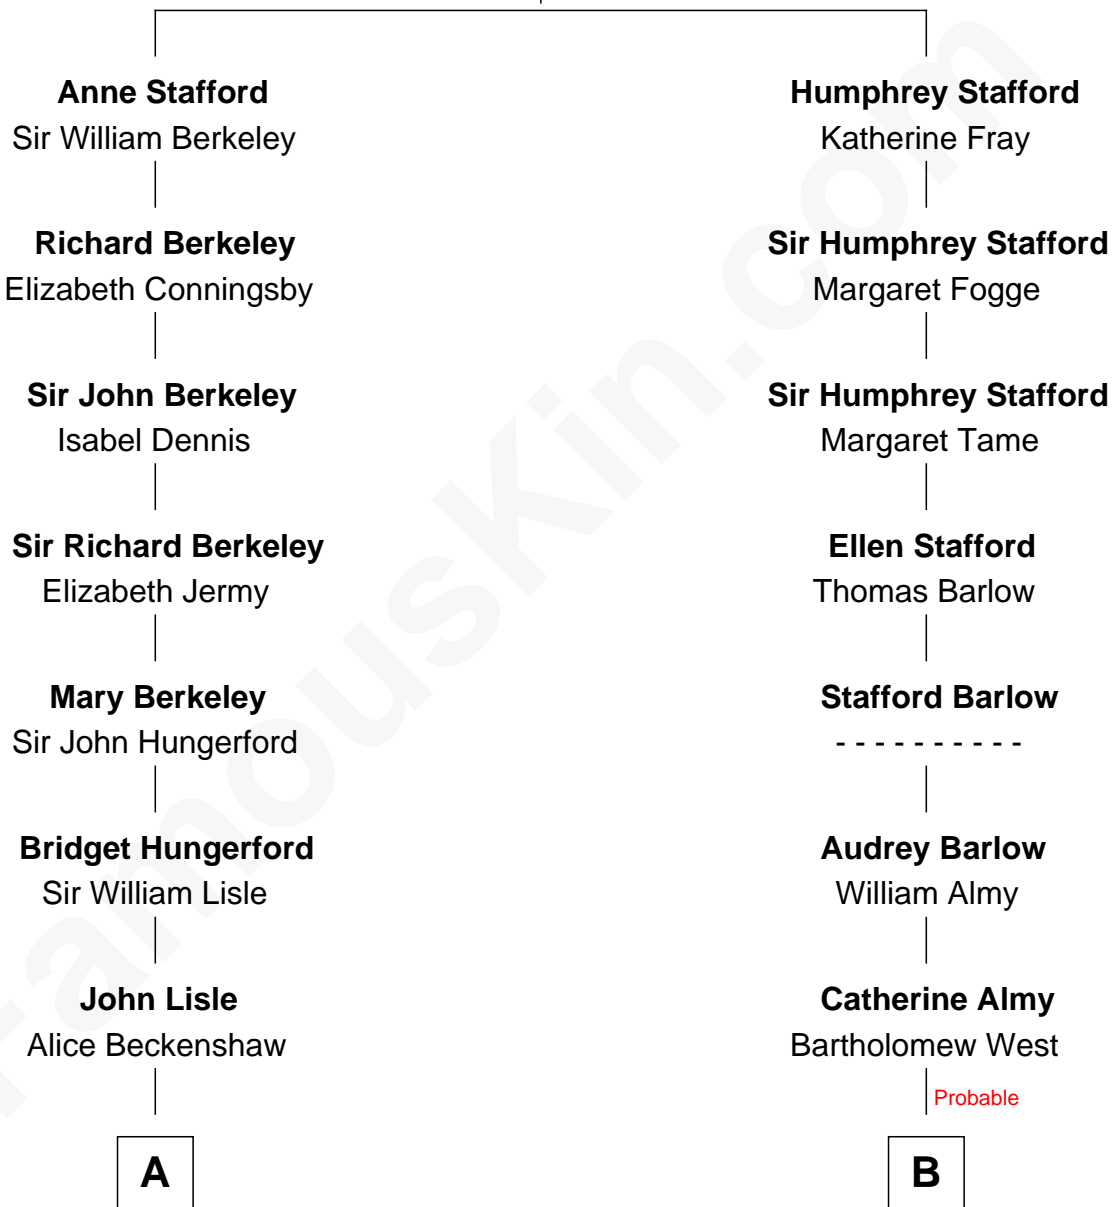 Anne Stafford
Sir William Berkeley
Richard Berkeley
Elizabeth Conningsby
Sir John Berkeley
Isabel Dennis
Sir Richard Berkeley
Elizabeth Jermy
Mary Berkeley
Sir John Hungerford
Bridget Hungerford
Sir William Lisle
John Lisle
Alice Beckenshaw
A
Humphrey Stafford
Katherine Fray
Sir Humphrey Stafford
Margaret Fogge
Sir Humphrey Stafford
Margaret Tame
Ellen Stafford
Thomas Barlow
Stafford Barlow
- - - - - - - - - -
Audrey Barlow
William Almy
Catherine Almy
Bartholomew West
Probable
B
FamousKin.com